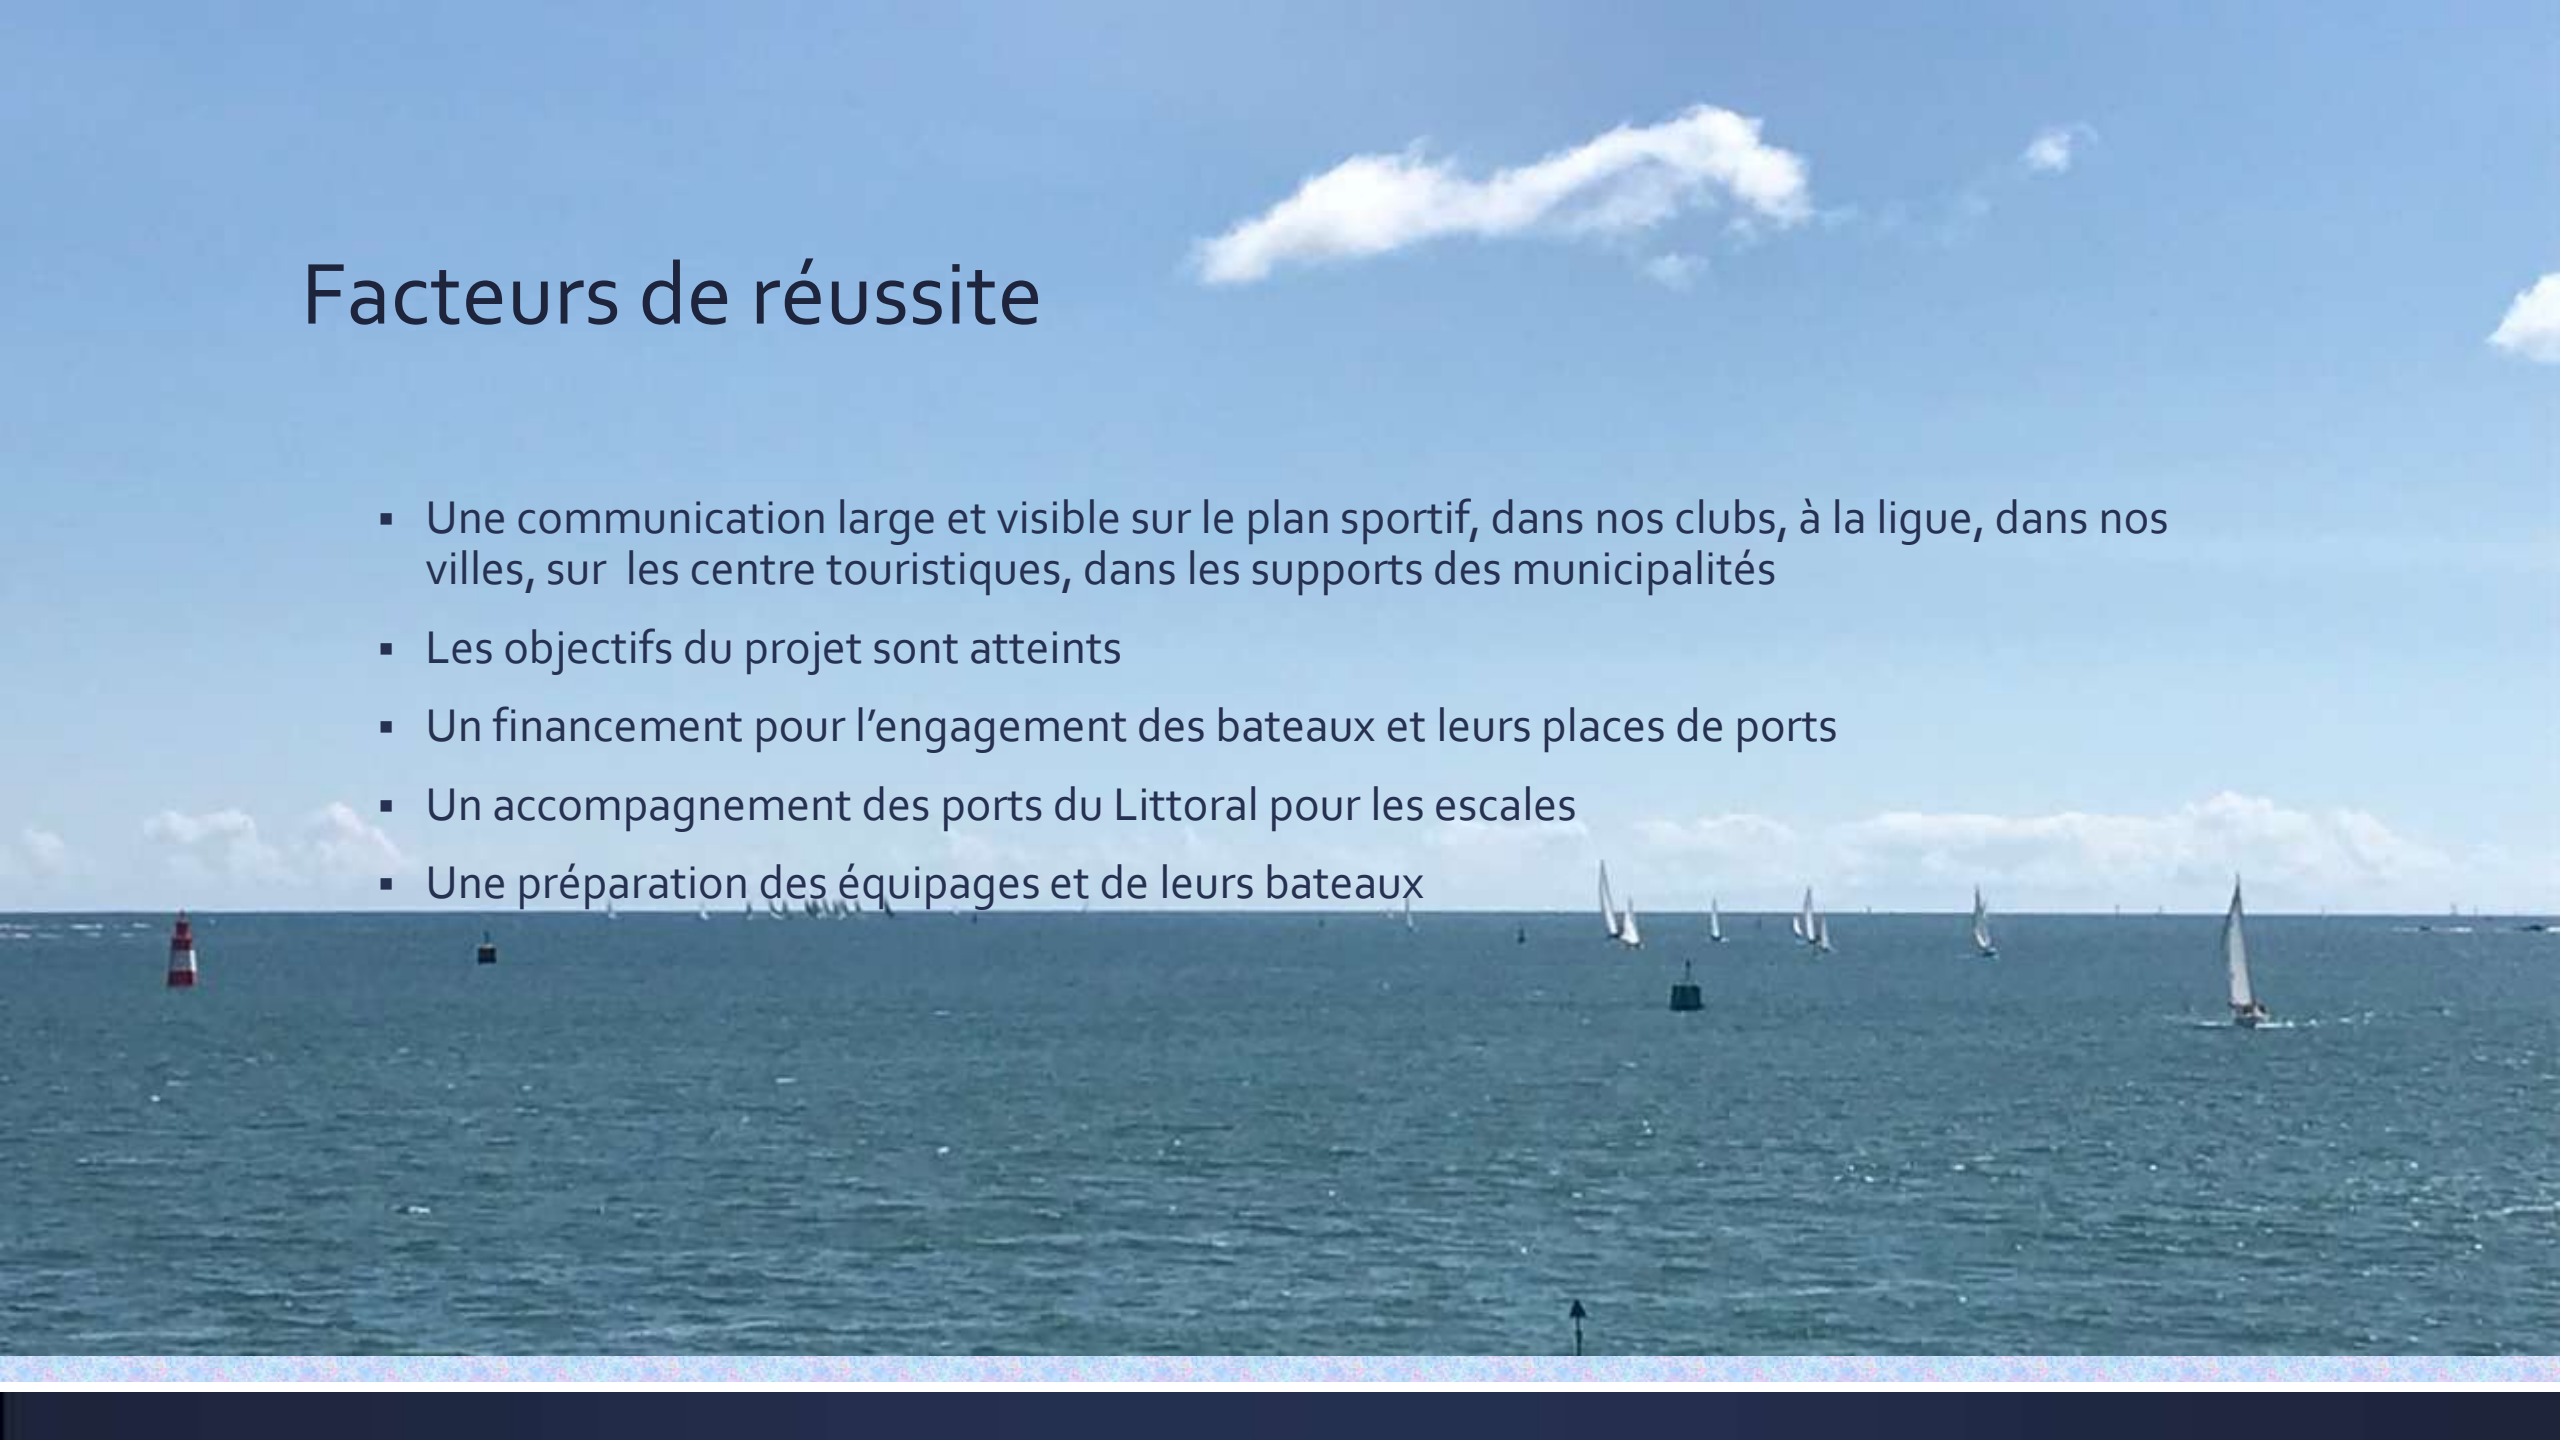 Facteurs de réussite
▪ Une communication large et visible sur le plan sportif, dans nos clubs, à la ligue, dans nos
villes, sur  les centre touristiques, dans les supports des municipalités
▪ Les objectifs du projet sont atteints
▪ Un financement pour l’engagement des bateaux et leurs places de ports
▪ Un accompagnement des ports du Littoral pour les escales
▪ Une préparation des équipages et de leurs bateaux